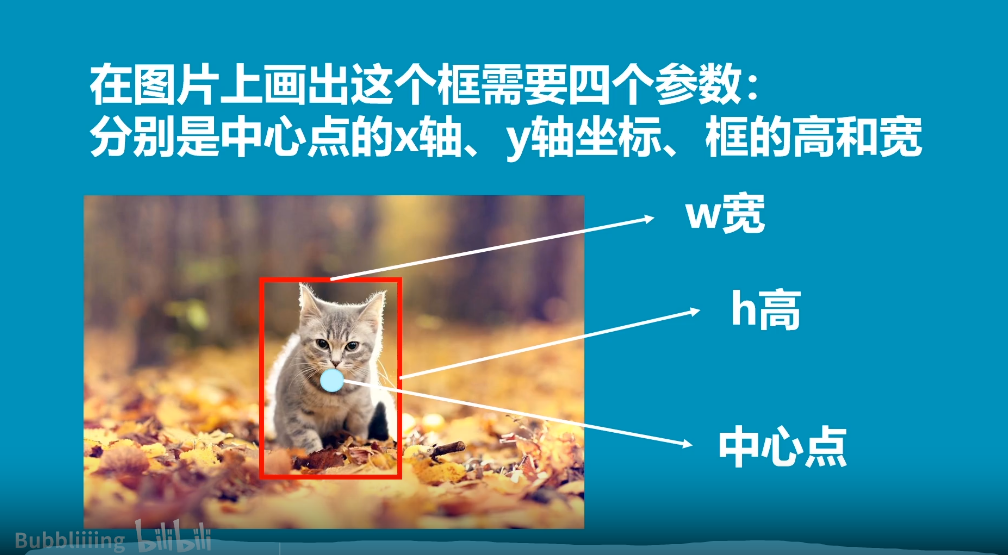 在图片上画出这个框需要四个参数：
分别是中心点的x轴、y轴坐标、框的高和宽
w宽
h高
中心点
Bubbliiiing bilibili